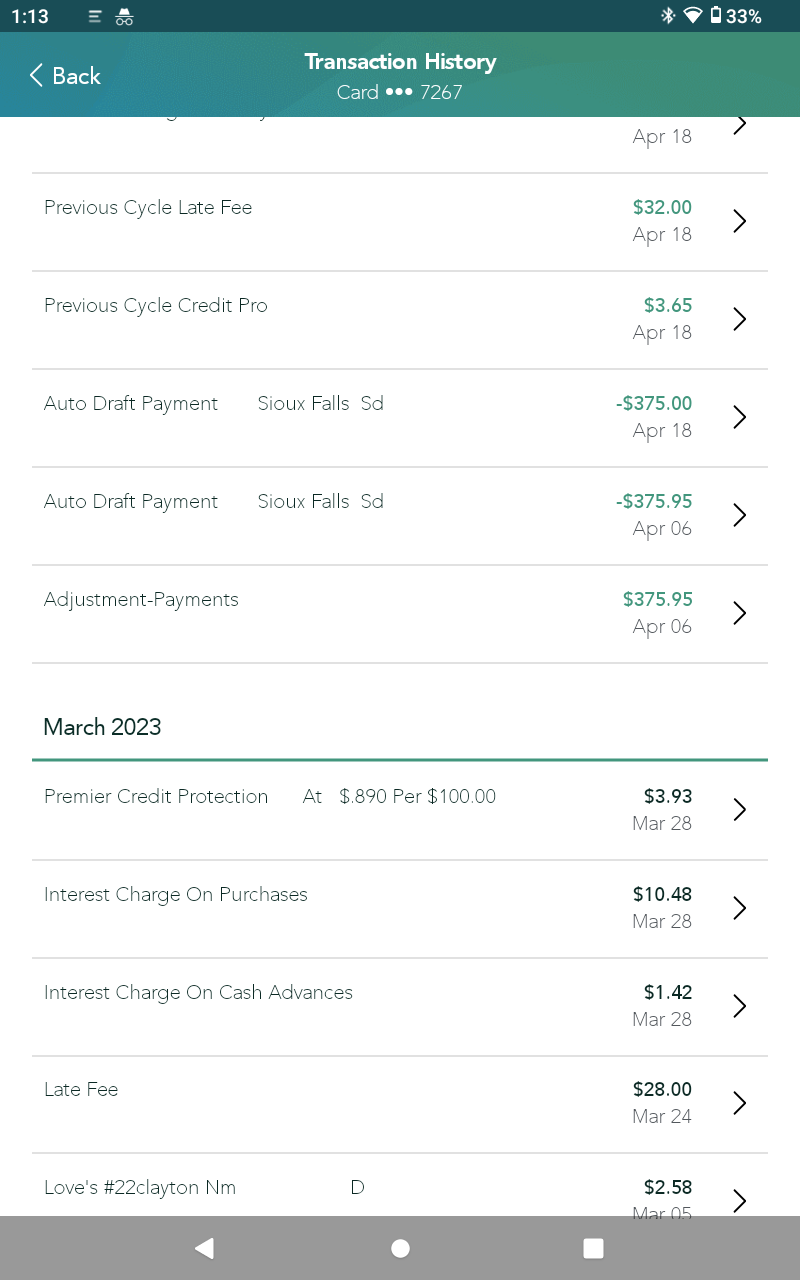 1:13 33%
Back
Transaction History
Card ••• 7267
Apr 18
Previous Cycle Late Fee $32.00
Apr 18
Previous Cycle Credit Pro $3.65
Apr 18
Auto Draft Payment Sioux Falls Sd -$375.00
Apr 18
Auto Draft Payment Sioux Falls Sd -$375.95
Apr 06
Adjustment-Payments $375.95
Apr 06
March 2023
Premier Credit Protection At $.890 Per $100.00 $3.93
Mar 28
Interest Charge On Purchases $10.48
Mar 28
Interest Charge On Cash Advances $1.42
Mar 28
Late Fee $28.00
Mar 24
Love's #22clayton Nm D $2.58
Mar 05